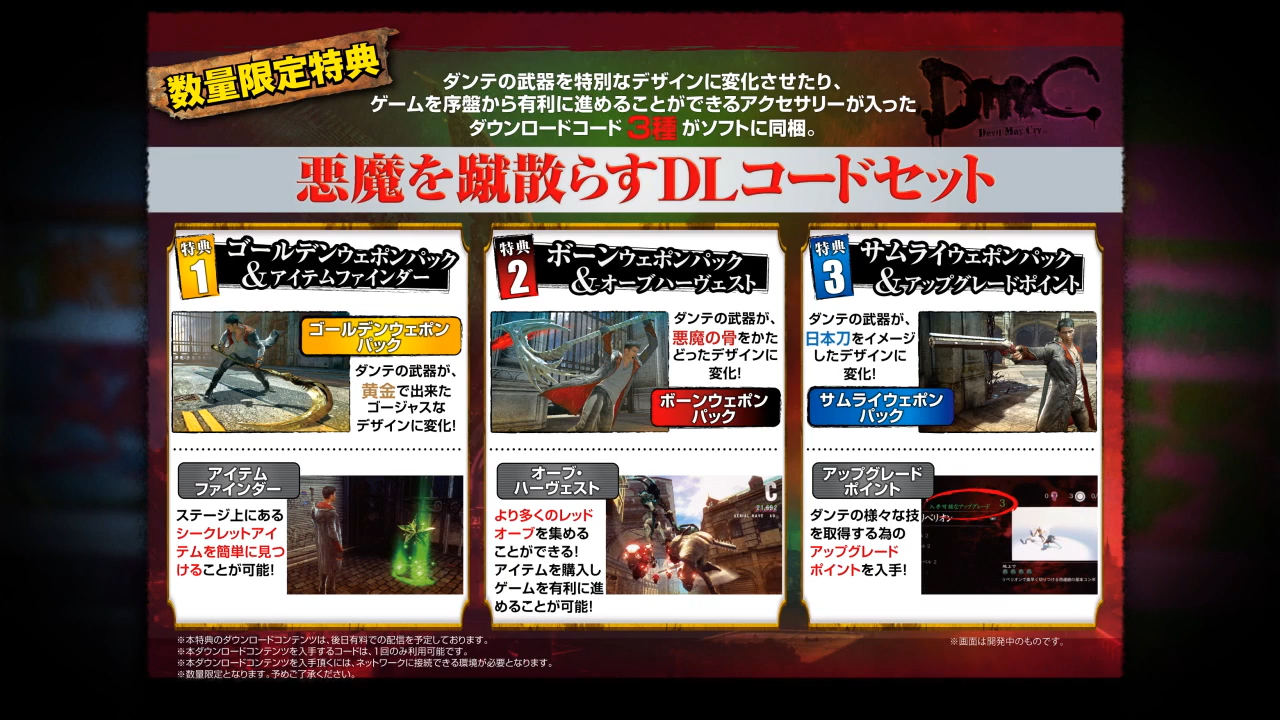 数量限定特典
ダンテの武器を特別なデザインに変化させたり、
ゲームを序盤から有利に進めることができるアクセサリーが入った
ダウンロードコード 3種 がソフトに同梱。
DmC
Devil May Cry
悪魔を蹴散らすDLコードセット
特典
1
ゴールデンウェポンパック
&アイテムファインダー
ゴールデンウェポン
パック
ダンテの武器が、
黄金で出来た
ゴージャスな
デザインに変化!
アイテム
ファインダー
ステージ上にある
シークレットアイ
テムを簡単に見つ
けることが可能!
特典
2
ボーンウェポンパック
&オーブハーヴェスト
ダンテの武器が、
悪魔の骨をかた
どったデザインに
変化!
ボーンウェポン
パック
オーブ・
ハーヴェスト
より多くのレッド
オーブを集める
ことができる!
アイテムを購入し
ゲームを有利に進
めることが可能!
C
特典
3
サムライウェポンパック
&アップグレードポイント
ダンテの武器が、
日本刀をイメージ
したデザインに
変化!
サムライウェポン
パック
アップグレード
ポイント
ダンテの様々な技
を取得する為の
アップグレード
ポイントを入手!
入手可能なアップグレード 3
リベリオン
0 3
地上で
※本特典のダウンロードコンテンツは、後日有料での配信を予定しております。
※本ダウンロードコンテンツを入手するコードは、1回のみ利用可能です。
※本ダウンロードコンテンツを入手頂くには、ネットワークに接続できる環境が必要となります。
※数量限定となります。予めご了承ください。
※画面は開発中のものです。